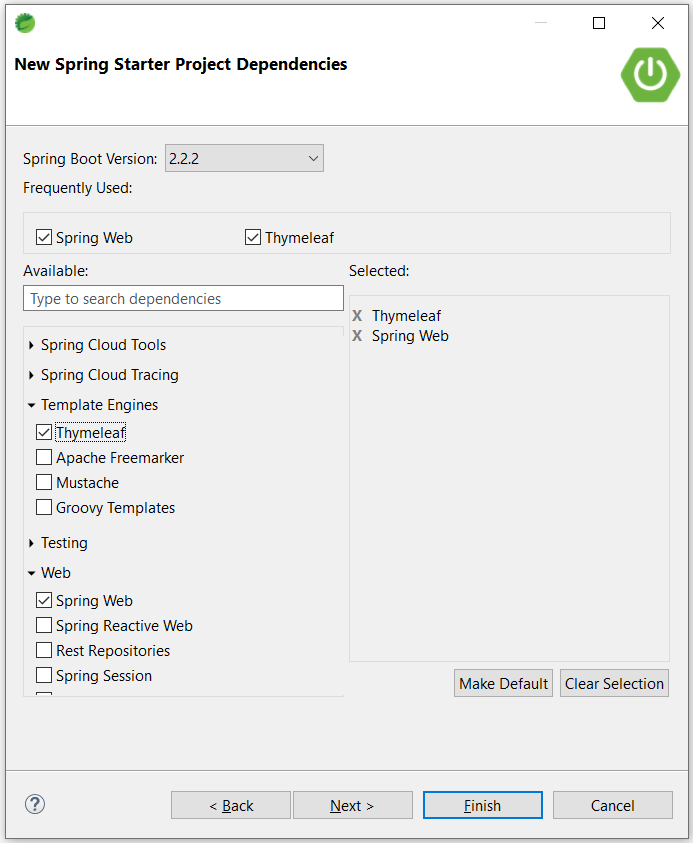 New Spring Starter Project Dependencies
Spring Boot Version: 2.2.2
Frequently Used:
Spring Web Thymeleaf
Available: Selected:
Type to search dependencies
X Thymeleaf
X Spring Web
Spring Cloud Tools
Spring Cloud Tracing
Template Engines
Thymeleaf
Apache Freemarker
Mustache
Groovy Templates
Testing
Web
Spring Web
Spring Reactive Web
Rest Repositories
Spring Session
Make Default Clear Selection
? < Back Next > Finish Cancel